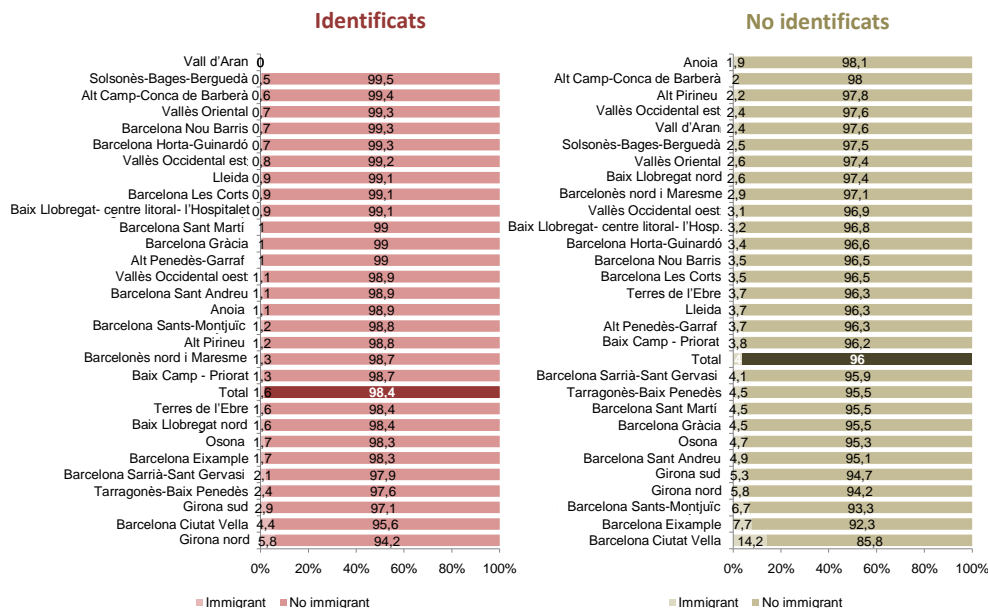 Identificats
Vall d'Aran 0
Solsonès-Bages-Berguedà 0,5 99,5
Alt Camp-Conca de Barberà 0,6 99,4
Vallès Oriental 0,7 99,3
Barcelona Nou Barris 0,7 99,3
Barcelona Horta-Guinardó 0,7 99,3
Vallès Occidental est 0,8 99,2
Lleida 0,9 99,1
Barcelona Les Corts 0,9 99,1
Baix Llobregat- centre litoral- l'Hospitalet 0,9 99,1
Barcelona Sant Martí 1 99
Barcelona Gràcia 1 99
Alt Penedès-Garraf 1 99
Vallès Occidental oest 1,1 98,9
Barcelona Sant Andreu 1,1 98,9
Anoia 1,1 98,9
Barcelona Sants-Montjuïc 1,2 98,8
Alt Pirineu 1,2 98,8
Barcelonès nord i Maresme 1,3 98,7
Baix Camp - Priorat 1,3 98,7
Total 1,6 98,4
Terres de l'Ebre 1,6 98,4
Baix Llobregat nord 1,6 98,4
Osona 1,7 98,3
Barcelona Eixample 1,7 98,3
Barcelona Sarrià-Sant Gervasi 2,1 97,9
Tarragonès-Baix Penedès 2,4 97,6
Girona sud 2,9 97,1
Barcelona Ciutat Vella 4,4 95,6
Girona nord 5,8 94,2
0% 20% 40% 60% 80% 100%
Immigrant No immigrant
No identificats
Anoia 1,9 98,1
Alt Camp-Conca de Barberà 2 98
Alt Pirineu 2,2 97,8
Vallès Occidental est 2,4 97,6
Vall d'Aran 2,4 97,6
Solsonès-Bages-Berguedà 2,5 97,5
Vallès Oriental 2,6 97,4
Baix Llobregat nord 2,6 97,4
Barcelonès nord i Maresme 2,9 97,1
Vallès Occidental oest 3,1 96,9
Baix Llobregat- centre litoral- l'Hosp. 3,2 96,8
Barcelona Horta-Guinardó 3,4 96,6
Barcelona Nou Barris 3,5 96,5
Barcelona Les Corts 3,5 96,5
Terres de l'Ebre 3,7 96,3
Lleida 3,7 96,3
Alt Penedès-Garraf 3,7 96,3
Baix Camp - Priorat 3,8 96,2
Total 4 96
Barcelona Sarrià-Sant Gervasi 4,1 95,9
Tarragonès-Baix Penedès 4,5 95,5
Barcelona Sant Martí 4,5 95,5
Barcelona Gràcia 4,5 95,5
Osona 4,7 95,3
Barcelona Sant Andreu 4,9 95,1
Girona sud 5,3 94,7
Girona nord 5,8 94,2
Barcelona Sants-Montjuïc 6,7 93,3
Barcelona Eixample 7,7 92,3
Barcelona Ciutat Vella 14,2 85,8
0% 20% 40% 60% 80% 100%
Immigrant No immigrant